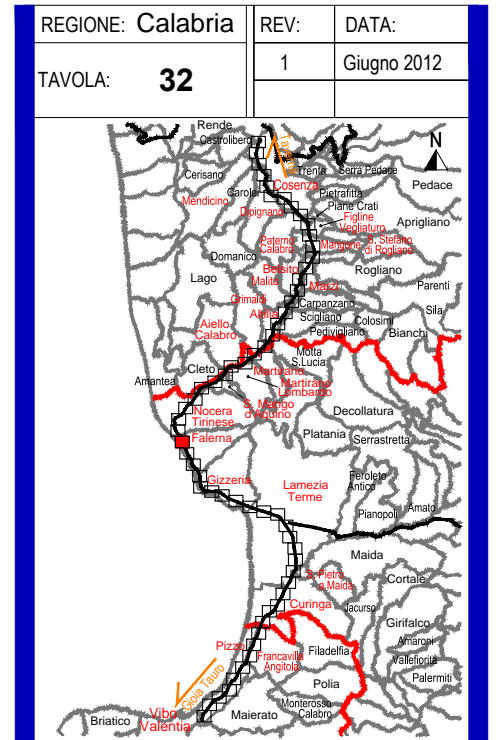 REGIONE: Calabria
REV:
DATA:
TAVOLA: 32
1
Giugno 2012
Rende
Castrolibero
Taverna
N
Cerisano
Trenta
Serra Pedace
Carolei
Cosenza
Pedace
Mendicino
Pietrafitta
Dipignano
Piane Crati
Figline
Vegliaturo
Aprigliano
Paterno
Calabro
Mangone
S. Stefano
di Rogliano
Domanico
Belsito
Rogliano
Lago
Malito
Marzi
Parenti
Grimaldi
Carpanzano
Altilia
Scigliano
Colosimi
Sila
Aiello
Calabro
Pedivigliano
Bianchi
Motta
S.Lucia
Cleto
Martirano
Amantea
Martirano
Lombardo
S. Mango
d'Aquino
Nocera
Tirinese
Decollatura
Platania
Serrastretta
Falerna
Gizzeria
Lamezia
Terme
Feroleto
Antico
Pianopoli
Amato
Maida
S. Pietro
a Maida
Cortale
Curinga
Jacurso
Girifalco
Pizzo
Filadelfia
Amaroni
Francavilla
Angitola
Vallefiorita
Gioia Tauro
Polia
Palermiti
Vibo
Valentia
Monterosso
Calabro
Briatico
Maierato